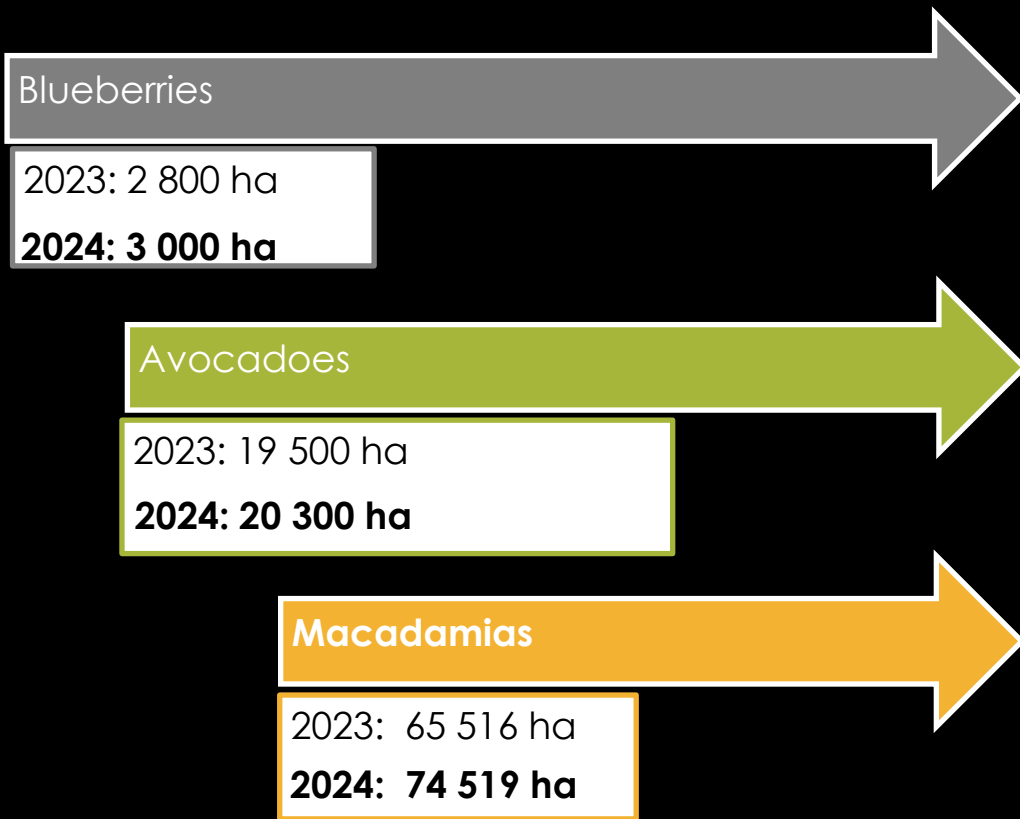 Blueberries
2023: 2 800 ha
2024: 3 000 ha
Avocadoes
2023: 19 500 ha
2024: 20 300 ha
Macadamias
2023:  65 516 ha
2024:  74 519 ha